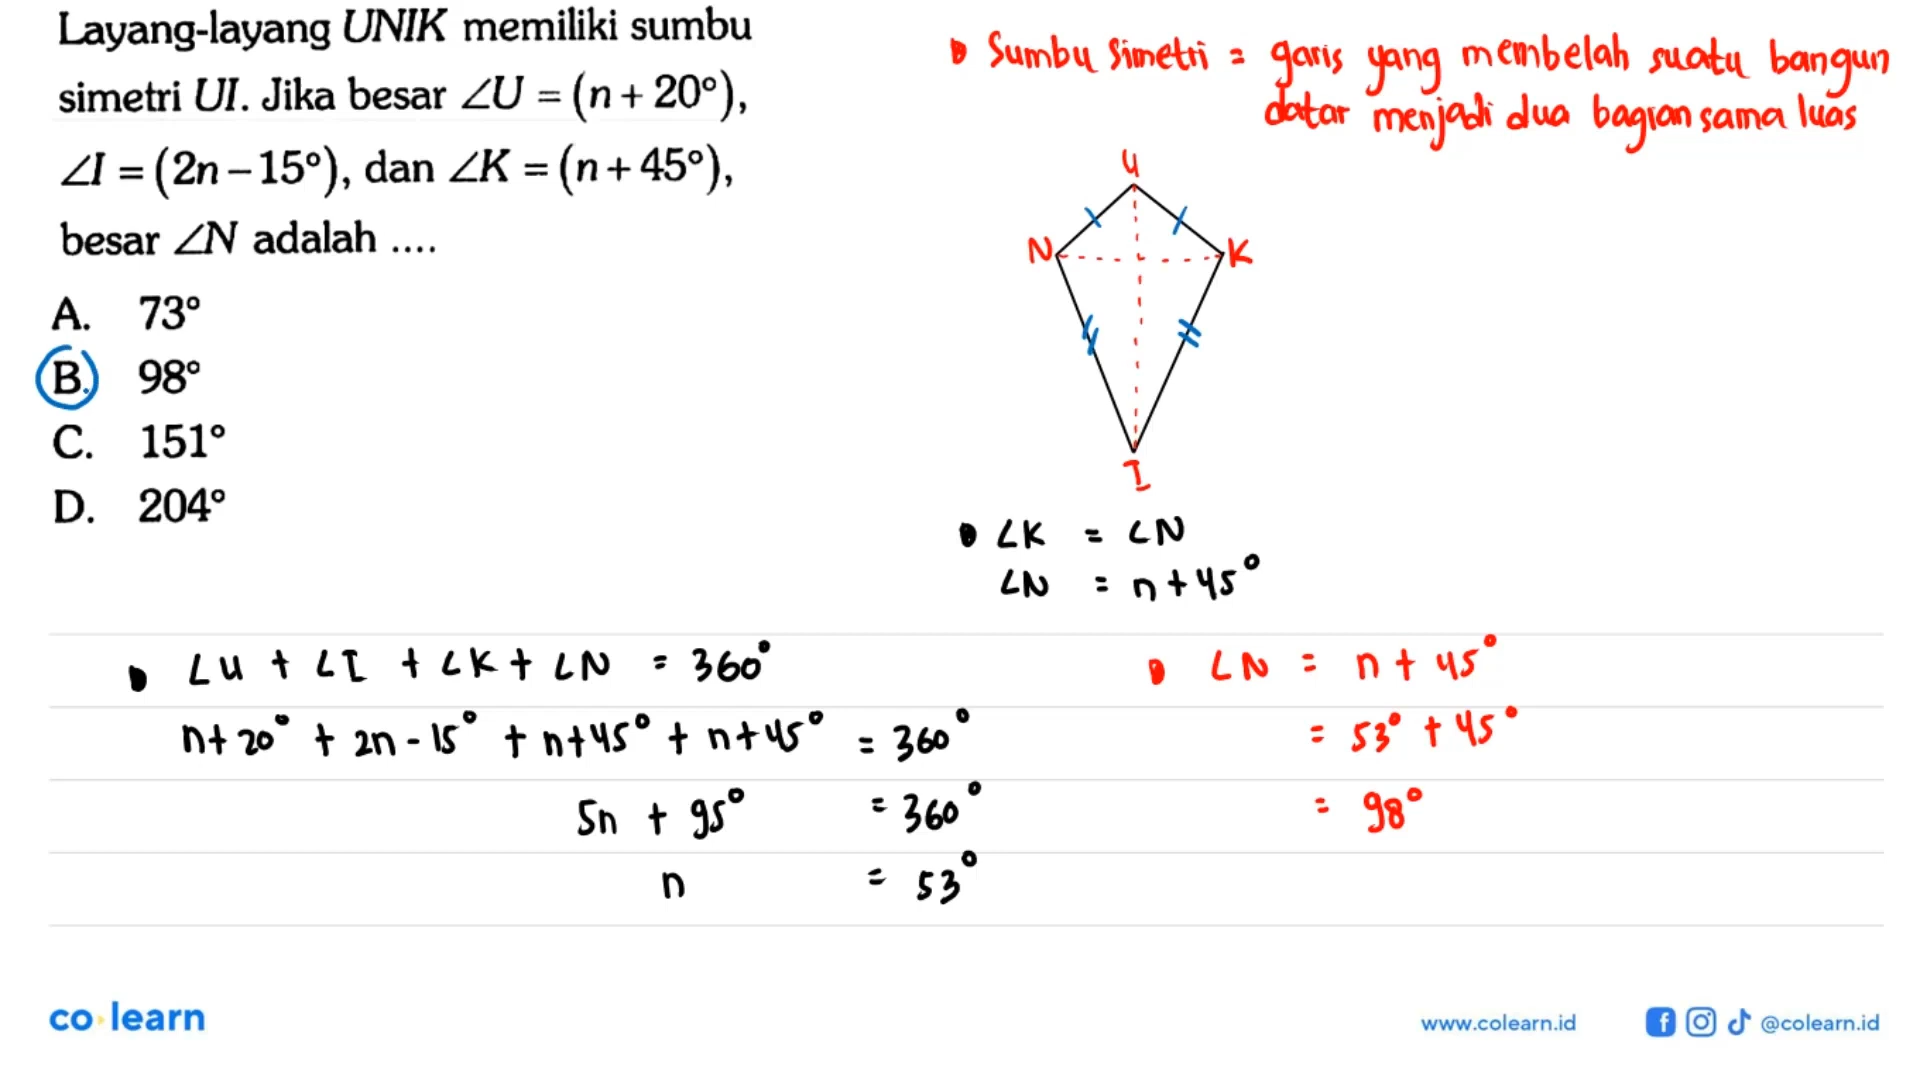 Layang-layang UNIK memiliki sumbu
simetri UI. Jika besar ∠U = (n + 20°),
∠I = (2n – 15°), dan ∠K = (n + 45°),
besar ∠N adalah ....
A. 73°
B. 98°
C. 151°
D. 204°
Sumbu Simetri = garis yang membelah suatu bangun
datar menjadi dua bagian sama luas
U
N
K
I
∠K = ∠N
∠N = n + 45°
∠U + ∠I + ∠K + ∠N = 360°
n + 20° + 2n - 15° + n + 45° + n + 45° = 360°
5n + 95° = 360°
n = 53°
∠N = n + 45°
= 53° + 45°
= 98°
co learn
www.colearn.id
@colearn.id